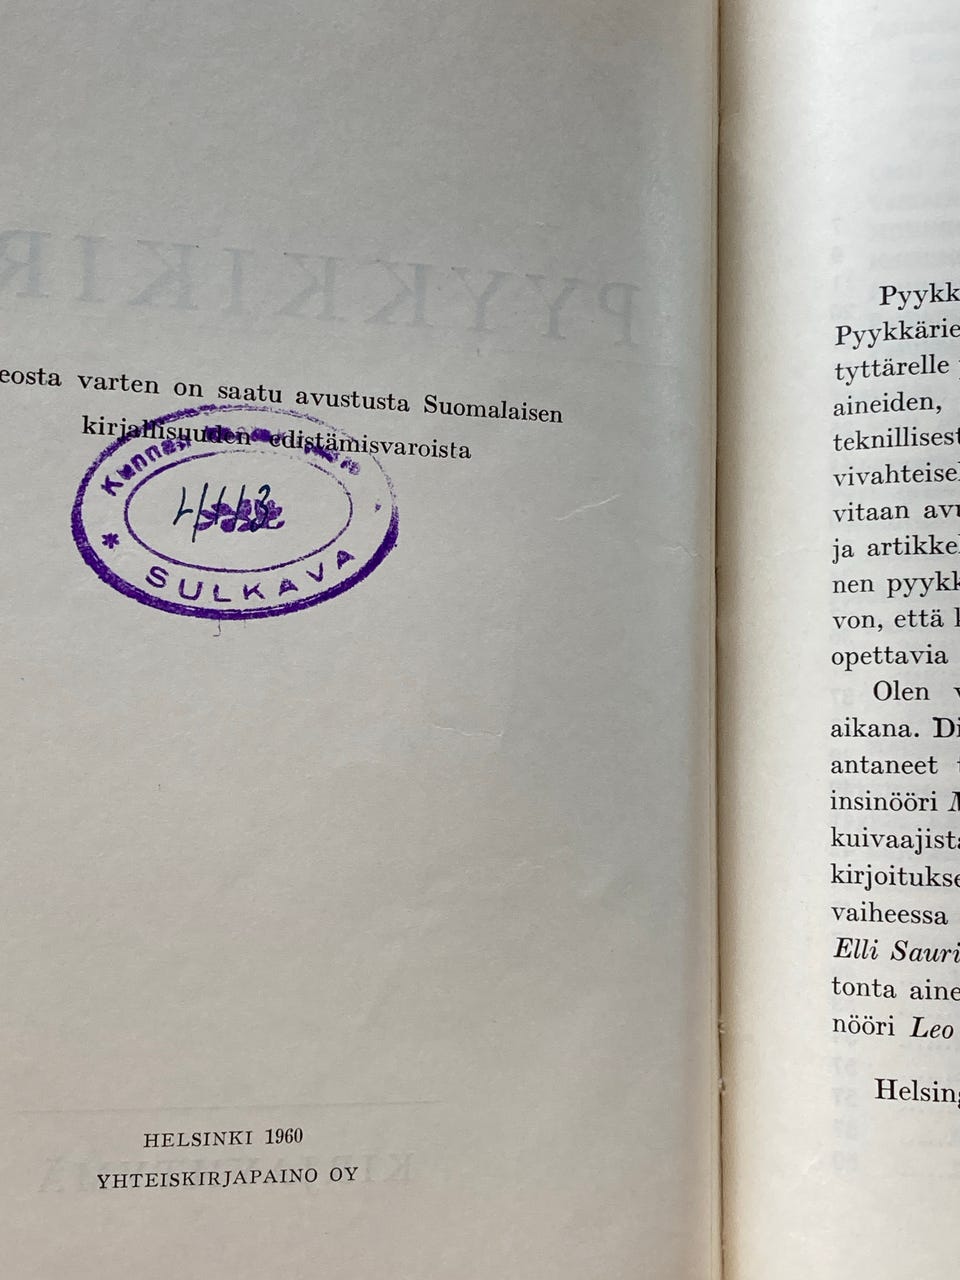 PYYKKIKIR
eosta varten on saatu avustusta Suomalaisen
kirjallisuuden edistämisvaroista
SULKAVA
HELSINKI 1960
YHTEISKIRJAPAINO OY
Pyykk
Pyykkärie
tyttärelle
aineiden,
teknillisest
vivahteisel
vitaan avu
ja artikkel
nen pyykk
von, että
opettavia
Olen
aikana. Di
antaneet
insinööri
kuivaajista
kirjoitukse
vaiheessa
Elli Sauri
tonta aine
nööri Leo
Helsing